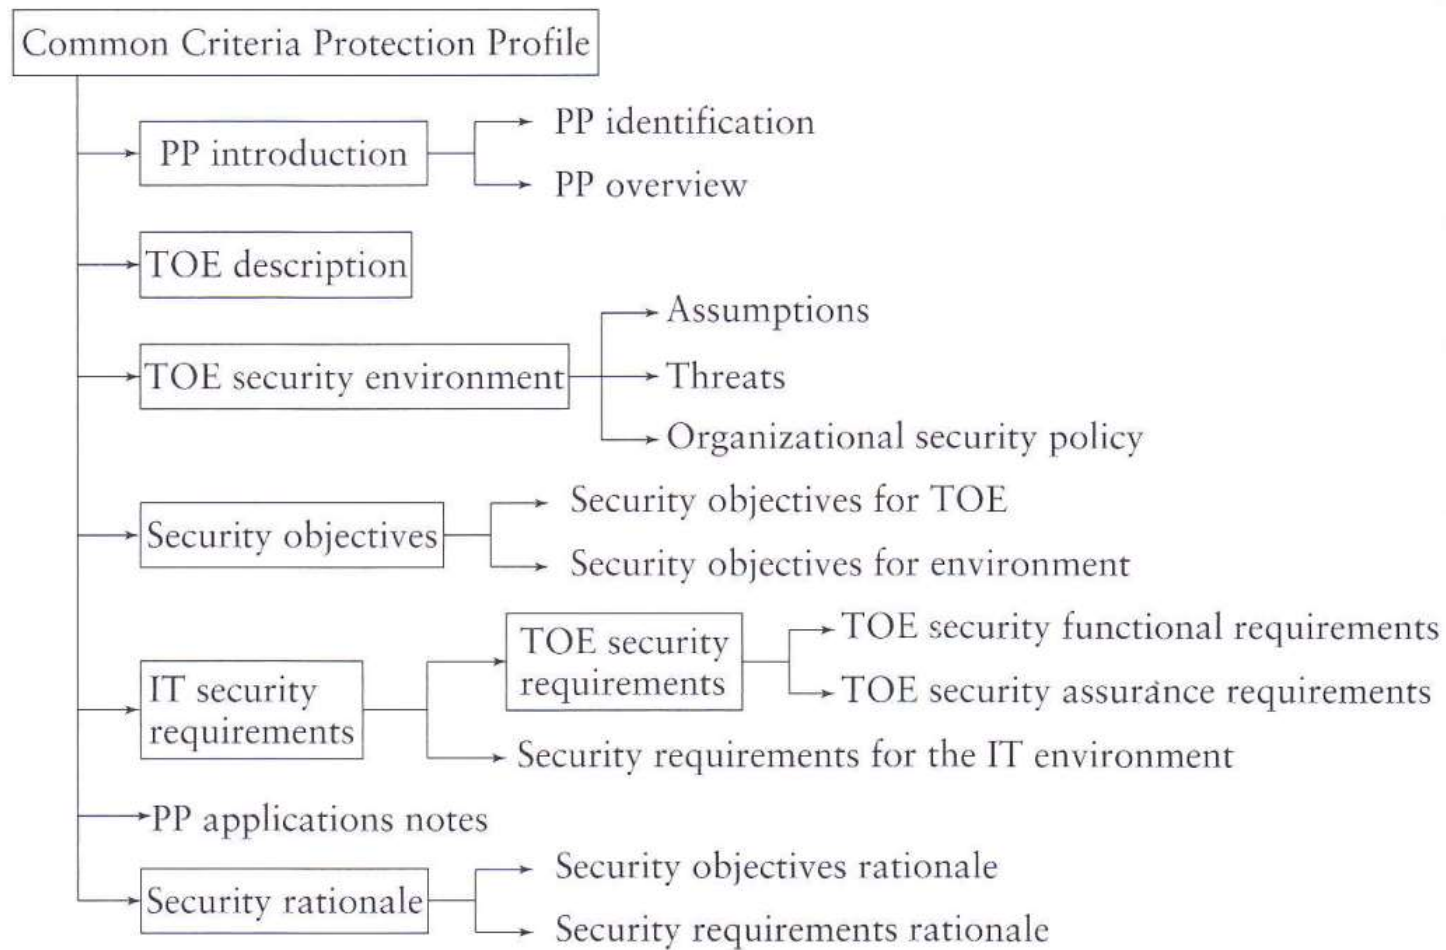 Common Criteria Protection Profile
PP introduction
PP identification
PP overview
TOE description
TOE security environment
Assumptions
Threats
Organizational security policy
Security objectives
Security objectives for TOE
Security objectives for environment
IT security
requirements
TOE security
requirements
TOE security functional requirements
TOE security assurance requirements
Security requirements for the IT environment
PP applications notes
Security rationale
Security objectives rationale
Security requirements rationale